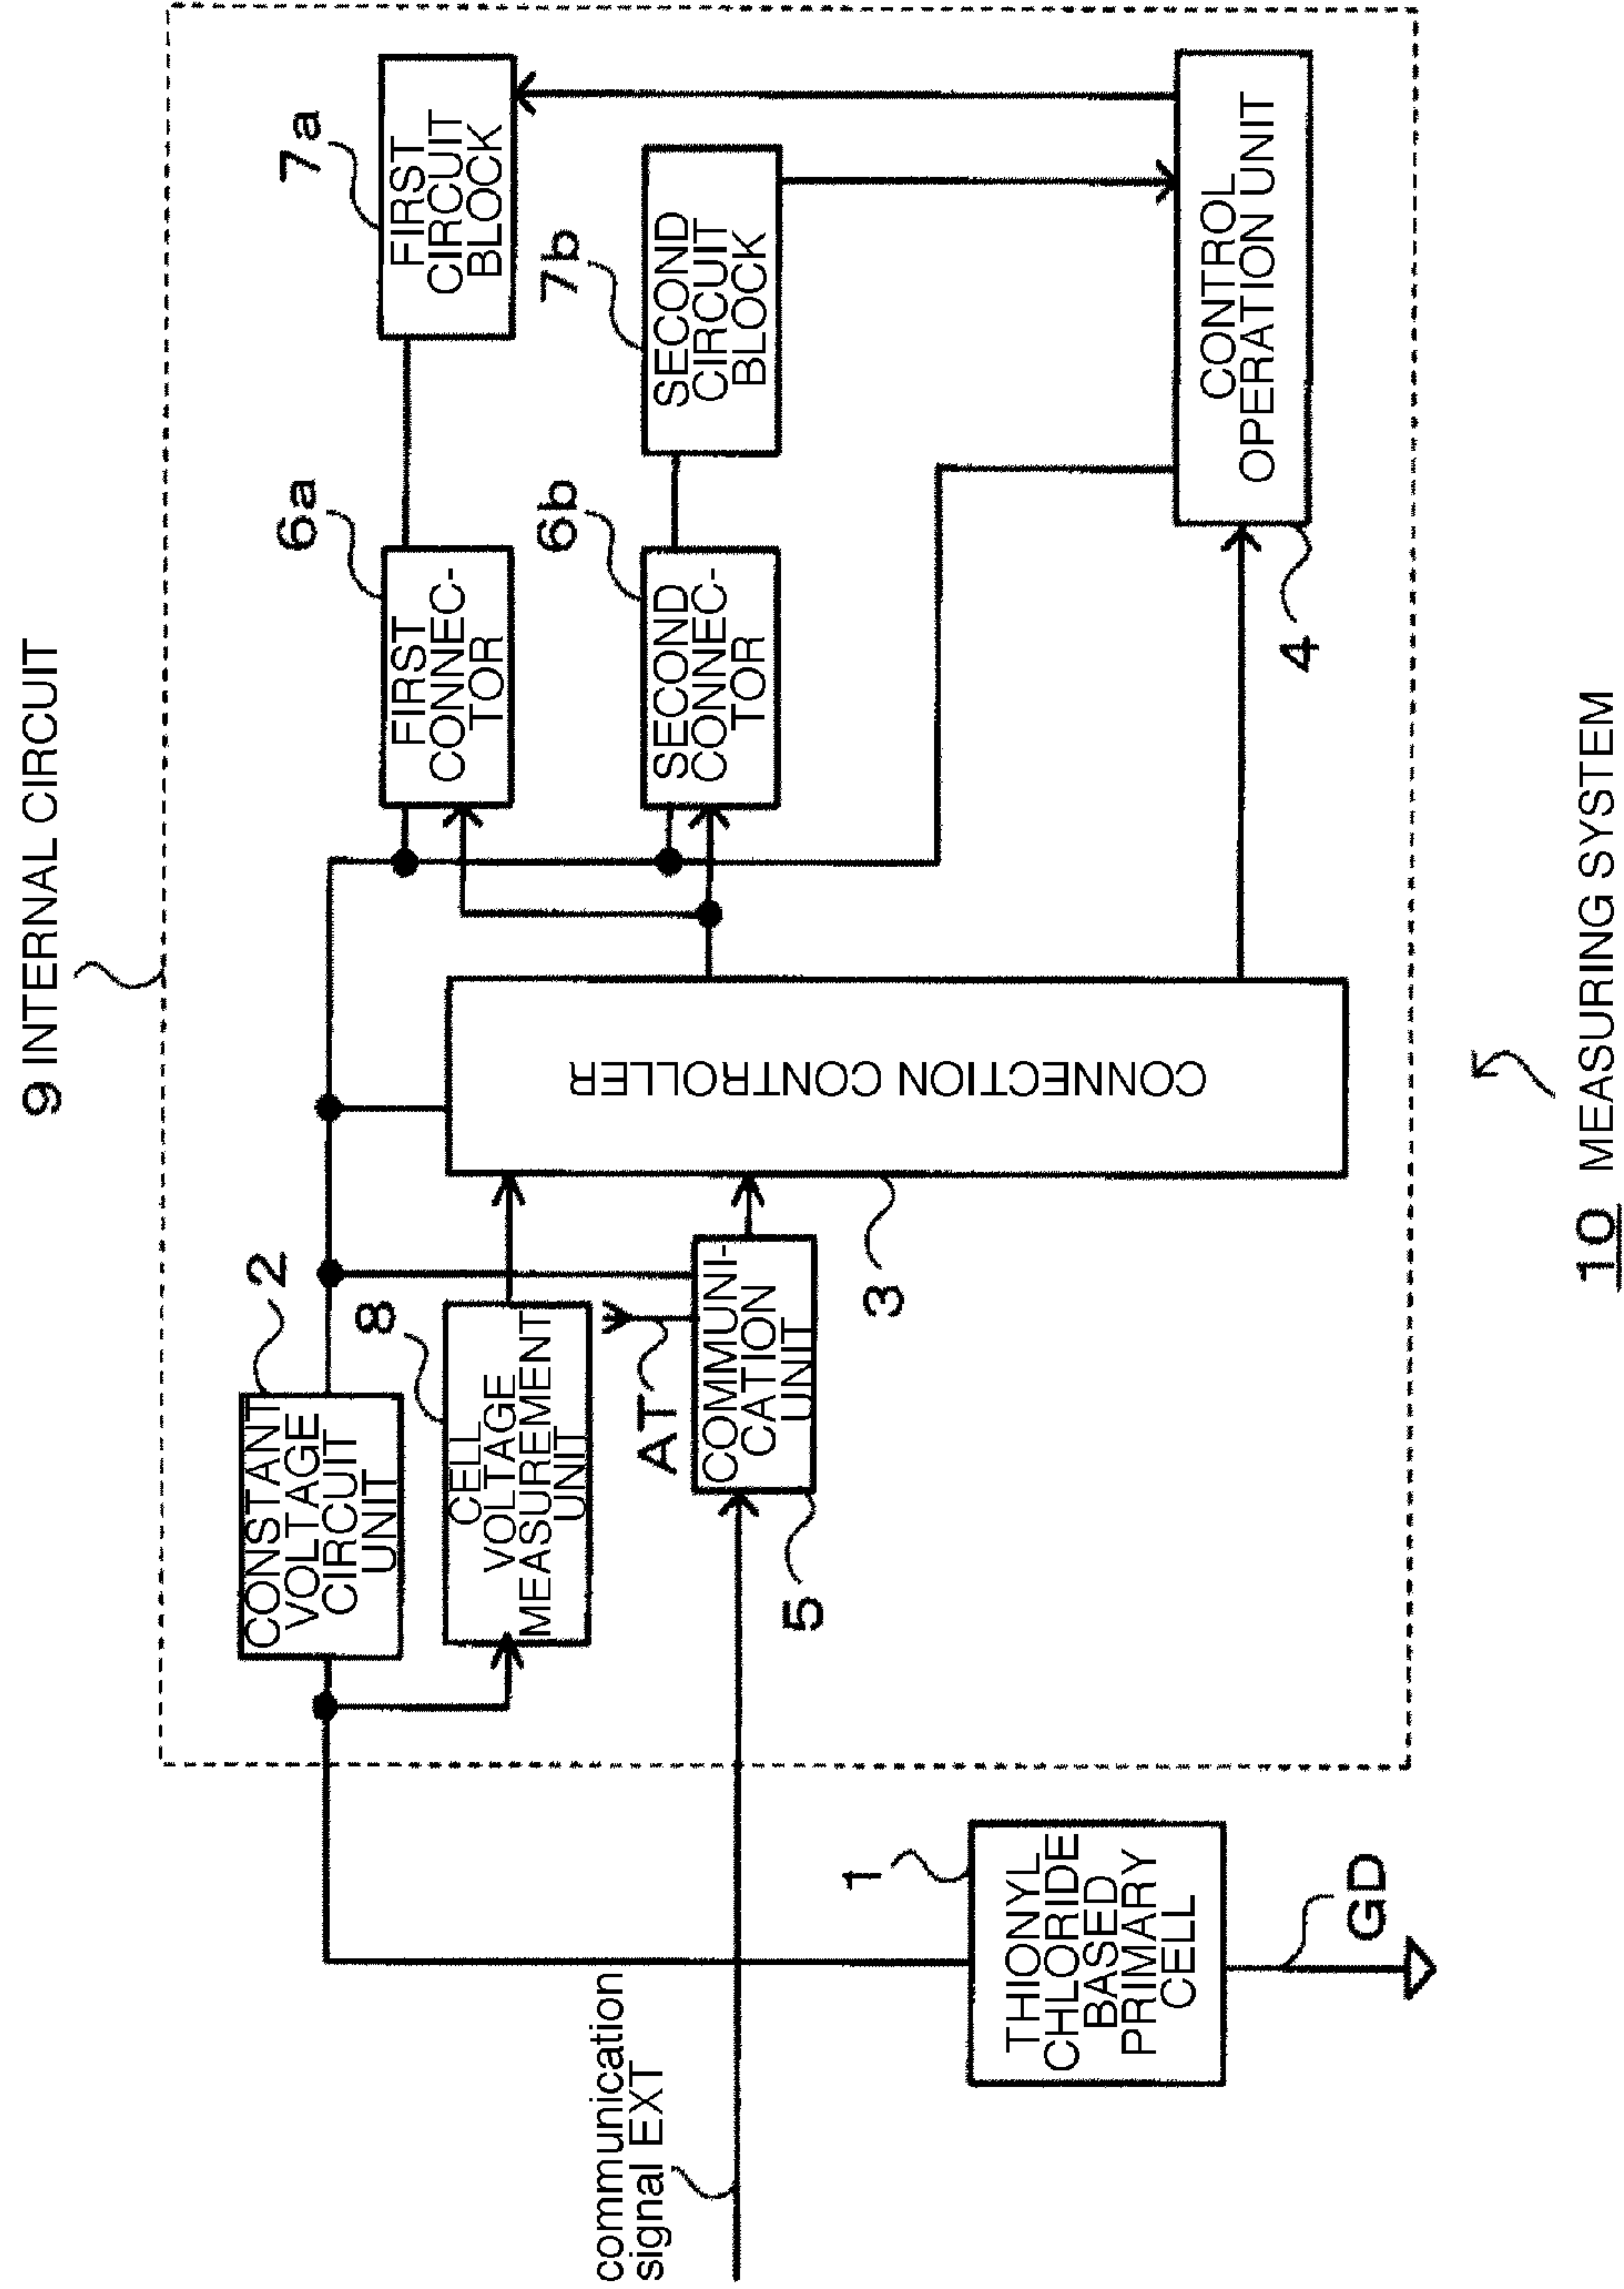 9 INTERNAL CIRCUIT
2
CONSTANT
VOLTAGE
CIRCUIT
UNIT
8
CELL
VOLTAGE
MEASUREMENT
UNIT
AT
COMMUNI-
CATION
UNIT
5
CONNECTION CONTROLLER
3
6a
FIRST
CONNEC-
TOR
7a
FIRST
CIRCUIT
BLOCK
6b
SECOND
CONNEC-
TOR
7b
SECOND
CIRCUIT
BLOCK
CONTROL
OPERATION UNIT
4
communication
signal EXT
1
THIONYL
CHLORIDE
BASED
PRIMARY
CELL
GD
10 MEASURING SYSTEM